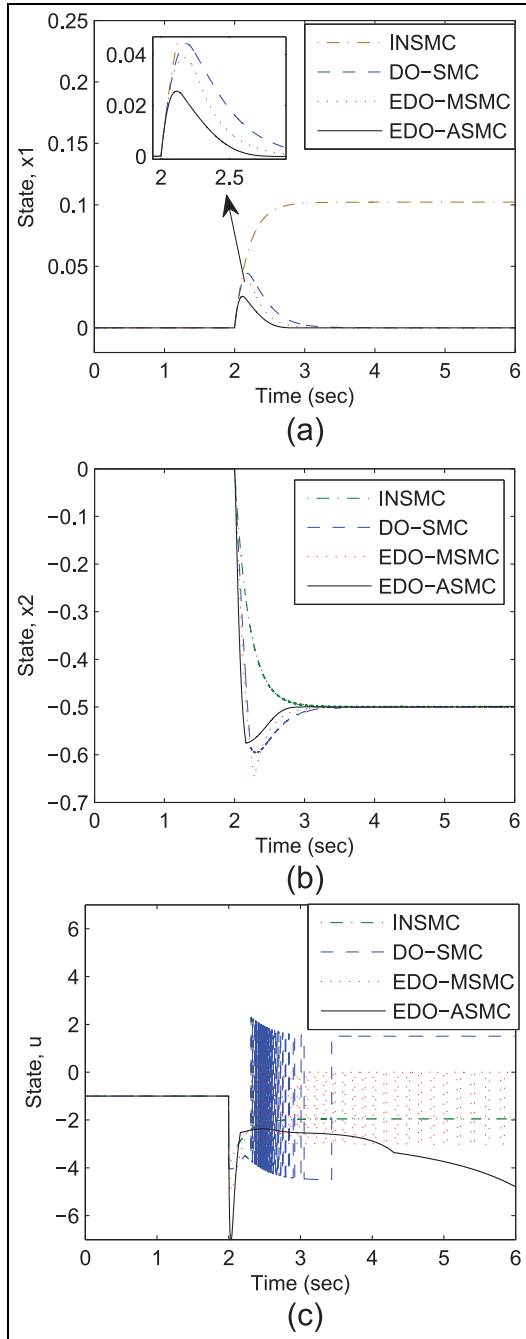 0.25
0.2
0.15
0.1
0.05
0
State, x1
0.04
0.02
0
2
2.5
INSMC
DO-SMC
EDO-MSMC
EDO-ASMC
0 1 2 3 4 5 6
Time (sec)
(a)
0
-0.1
-0.2
-0.3
-0.4
-0.5
-0.6
-0.7
State, x2
INSMC
DO-SMC
EDO-MSMC
EDO-ASMC
0 1 2 3 4 5 6
Time (sec)
(b)
6
4
2
0
-2
-4
-6
State, u
INSMC
DO-SMC
EDO-MSMC
EDO-ASMC
0 1 2 3 4 5 6
Time (sec)
(c)